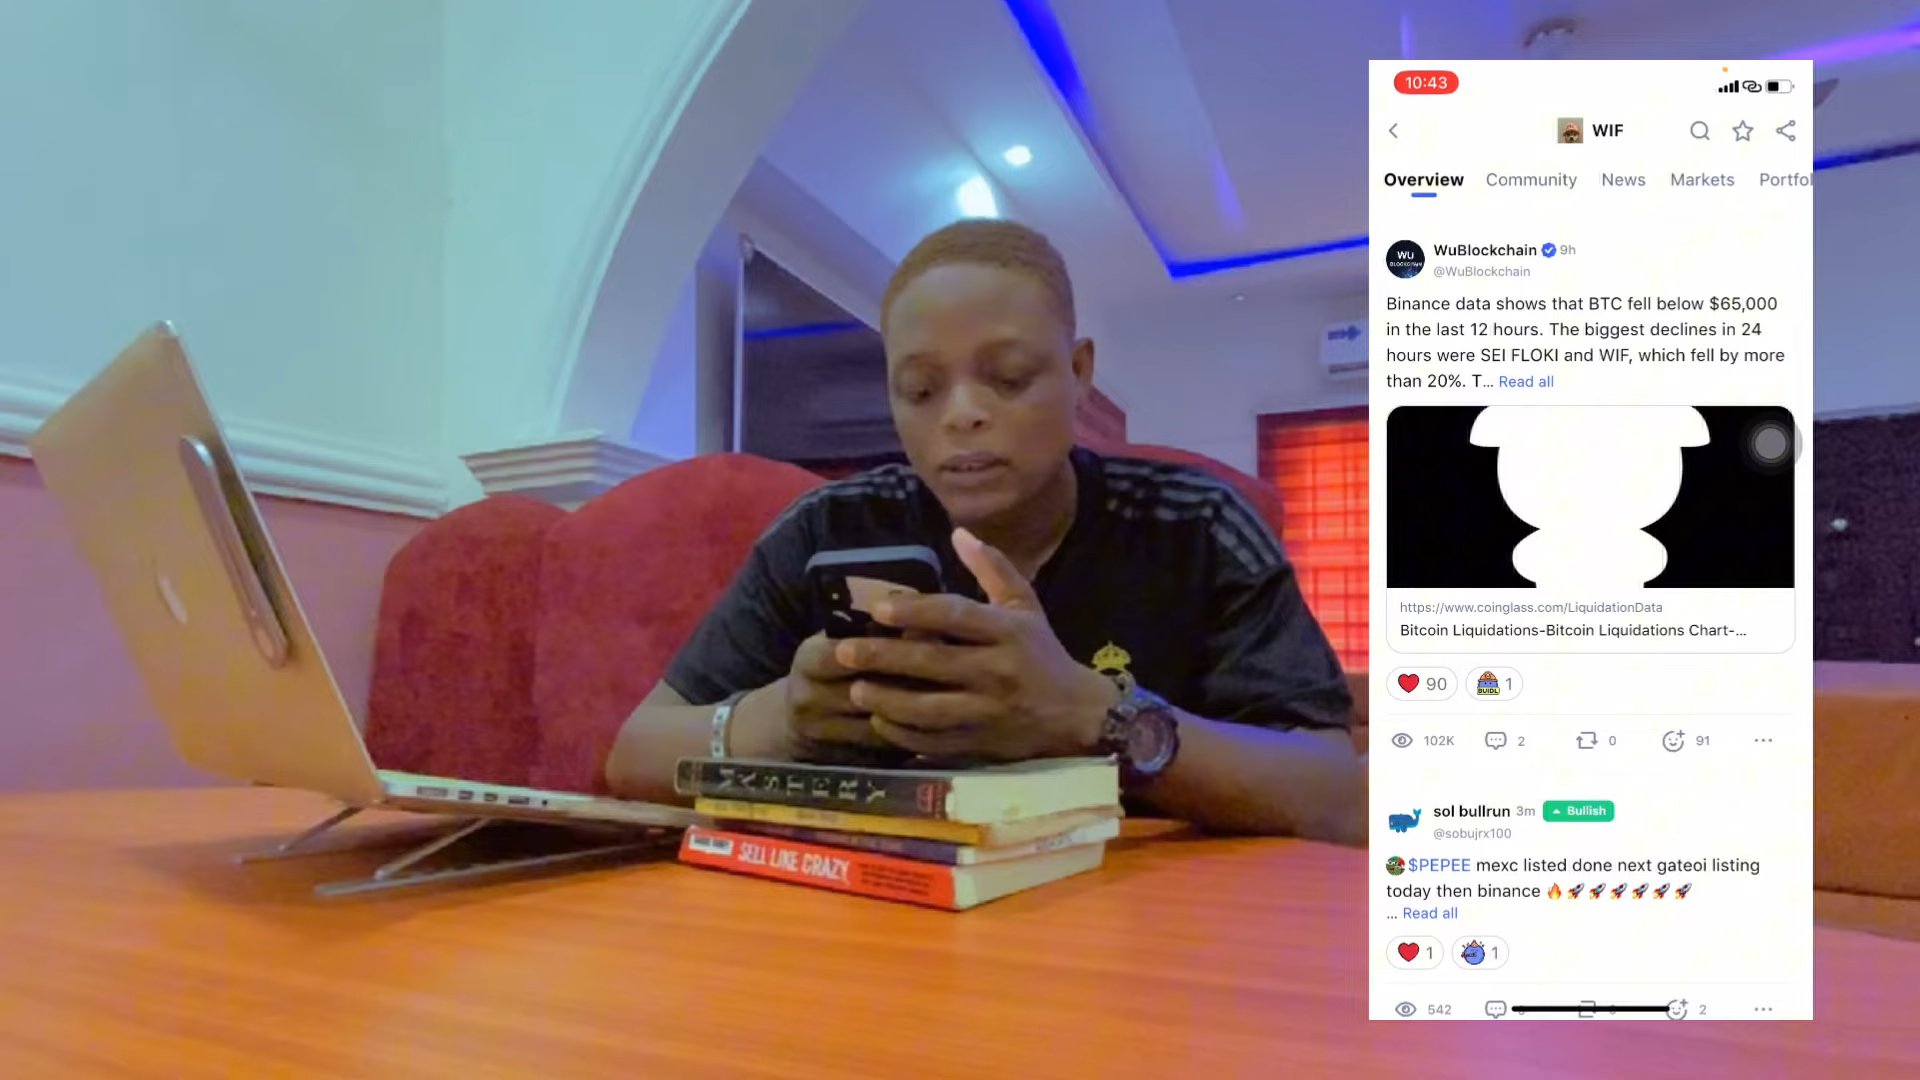 10:43
WIF
Overview Community News Markets Portfol
WU
BLOCKCHAIN
WuBlockchain 9h
@WuBlockchain
Binance data shows that BTC fell below $65,000
in the last 12 hours. The biggest declines in 24
hours were SEI FLOKI and WIF, which fell by more
than 20%. T... Read all
https://www.coinglass.com/LiquidationData
Bitcoin Liquidations-Bitcoin Liquidations Chart-...
90
BUIDL
1
102K 2 0 91
sol bullrun 3m Bullish
@sobujrx100
$PEPEE mexc listed done next gateoi listing
today then binance 🔥🚀🚀🚀🚀🚀🚀
... Read all
1 1
542 2
MASTERY
SELL LIKE CRAZY